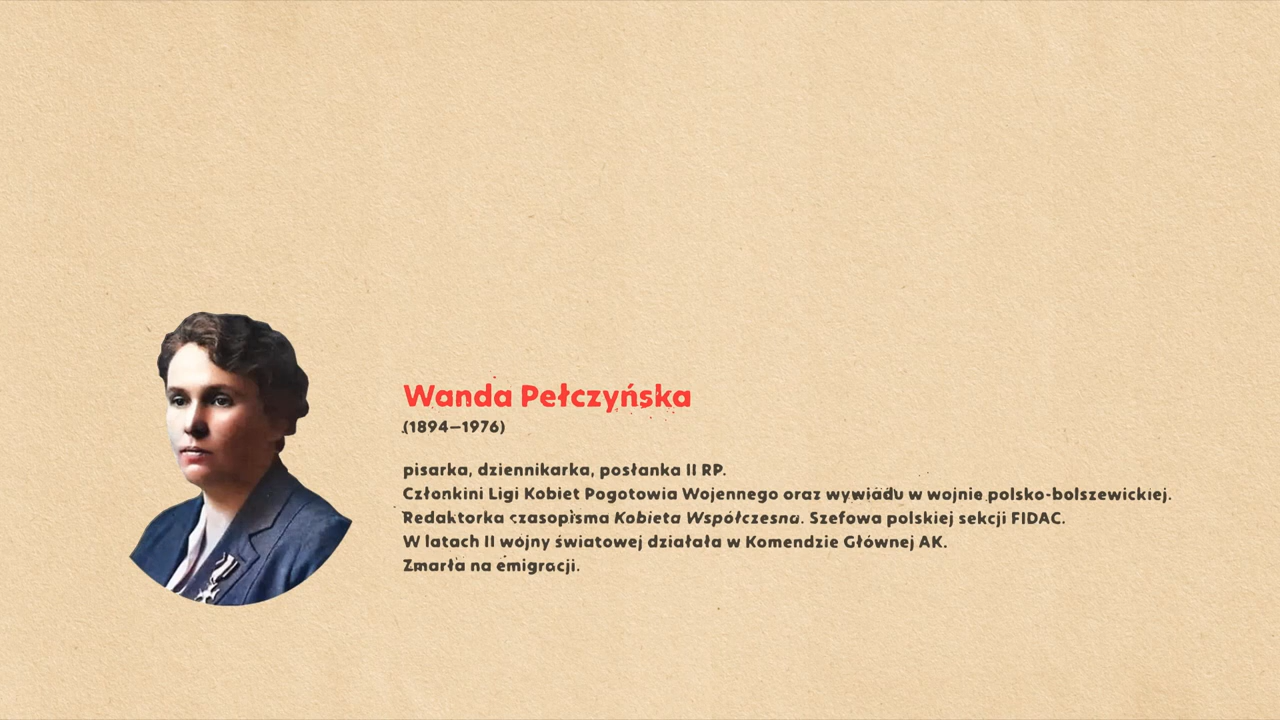 Wanda Pełczyńska
(1894–1976)
pisarka, dziennikarka, posłanka II RP.
Członkini Ligi Kobiet Pogotowia Wojennego oraz wywiadu w wojnie polsko-bolszewickiej.
Redaktorka czasopisma Kobieta Współczesna. Szefowa polskiej sekcji FIDAC.
W latach II wojny światowej działała w Komendzie Głównej AK.
Zmarła na emigracji.